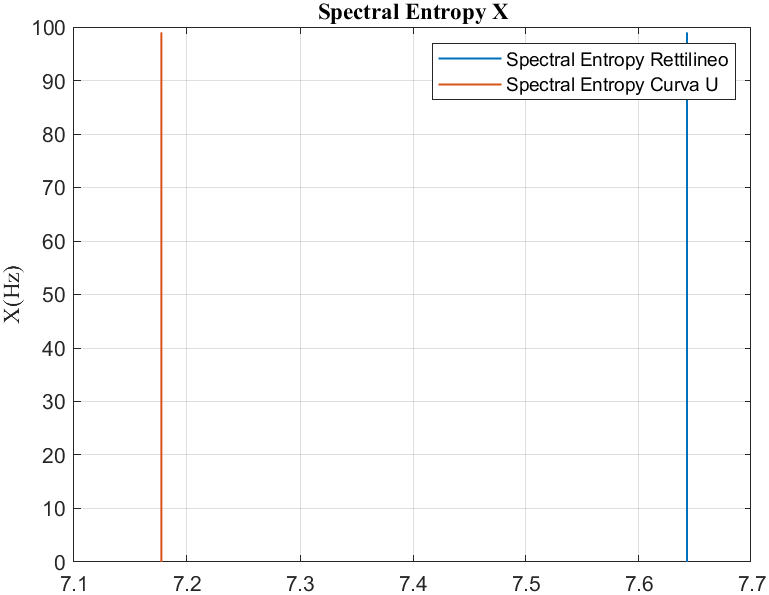 Spectral Entropy X
Spectral Entropy Rettilineo
Spectral Entropy Curva U
X(Hz)
100
90
80
70
60
50
40
30
20
10
0
7.1 7.2 7.3 7.4 7.5 7.6 7.7